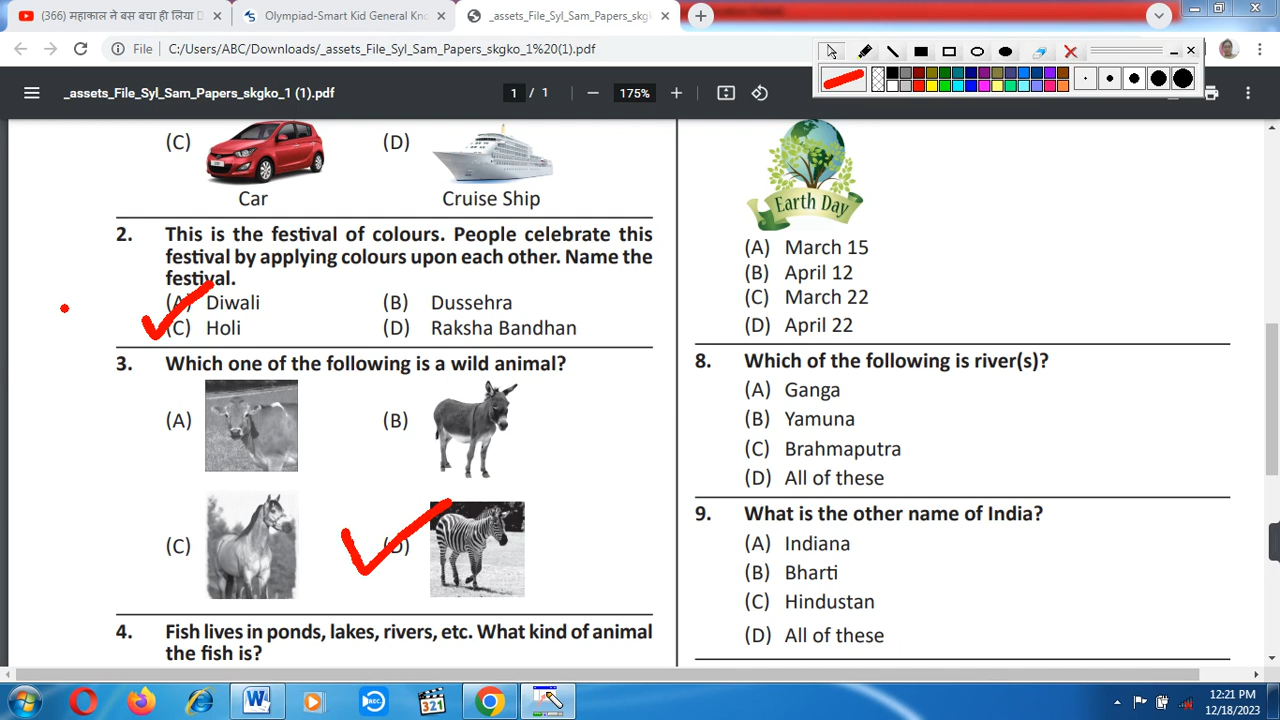 (366) महाकाल ने बस बचा ही लिया D
Olympiad-Smart Kid General Kno
_assets_File_Syl_Sam_Papers_skgko
File
C:/Users/ABC/Downloads/_assets_File_Syl_Sam_Papers_skgko_1%20(1).pdf
_assets_File_Syl_Sam_Papers_skgko_1 (1).pdf
1 / 1
175%
(C)
(D)
Car
Cruise Ship
2. This is the festival of colours. People celebrate this
festival by applying colours upon each other. Name the
festival.
(A) Diwali (B) Dussehra
(C) Holi (D) Raksha Bandhan
3. Which one of the following is a wild animal?
(A) (B)
(C) (D)
4. Fish lives in ponds, lakes, rivers, etc. What kind of animal
the fish is?
Earth Day
(A) March 15
(B) April 12
(C) March 22
(D) April 22
8. Which of the following is river(s)?
(A) Ganga
(B) Yamuna
(C) Brahmaputra
(D) All of these
9. What is the other name of India?
(A) Indiana
(B) Bharti
(C) Hindustan
(D) All of these
REC
321
12:21 PM
12/18/2023